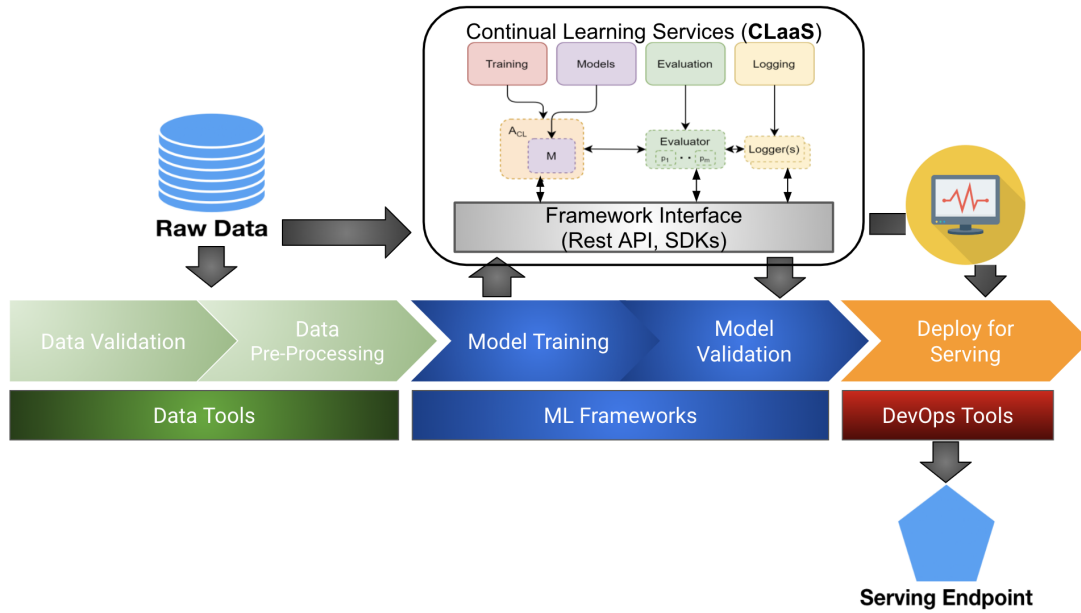 Continual Learning Services (CLaaS)
Training
Models
Evaluation
Logging
ACL
M
Evaluator
p1 · · pm
Logger(s)
Framework Interface
(Rest API, SDKs)
Raw Data
Data Validation
Data
Pre-Processing
Model Training
Model
Validation
Deploy for
Serving
Data Tools
ML Frameworks
DevOps Tools
Serving Endpoint